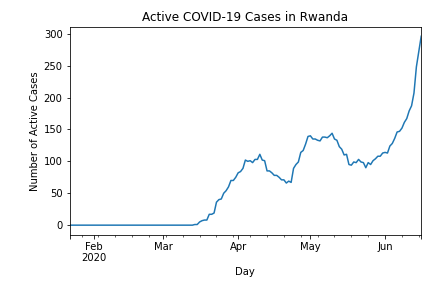 Active COVID-19 Cases in Rwanda
300
250
200
150
100
50
0
Number of Active Cases
Feb
2020
Mar
Apr
May
Jun
Day